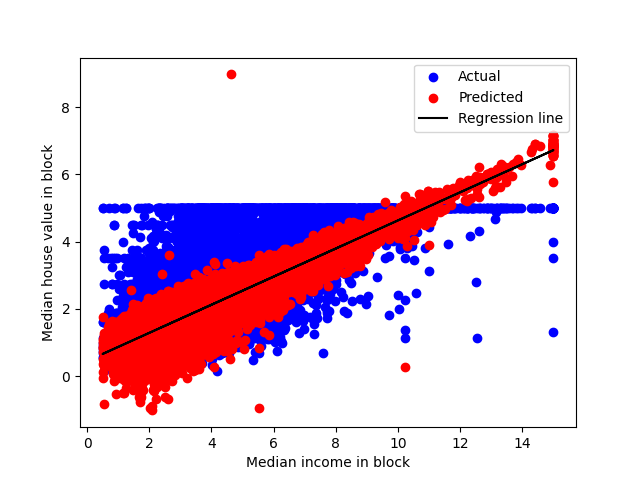 Actual
Predicted
Regression line
8
6
4
2
0
Median house value in block
0 2 4 6 8 10 12 14
Median income in block